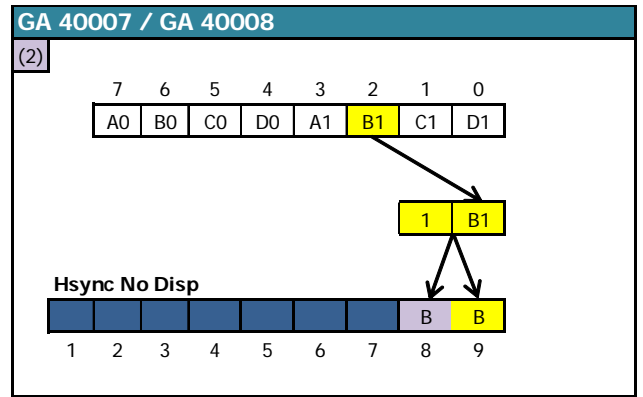 GA 40007 / GA 40008
(2)
7 6 5 4 3 2 1 0
A0 B0 C0 D0 A1 B1 C1 D1
1 B1
Hsync No Disp
B B
1 2 3 4 5 6 7 8 9